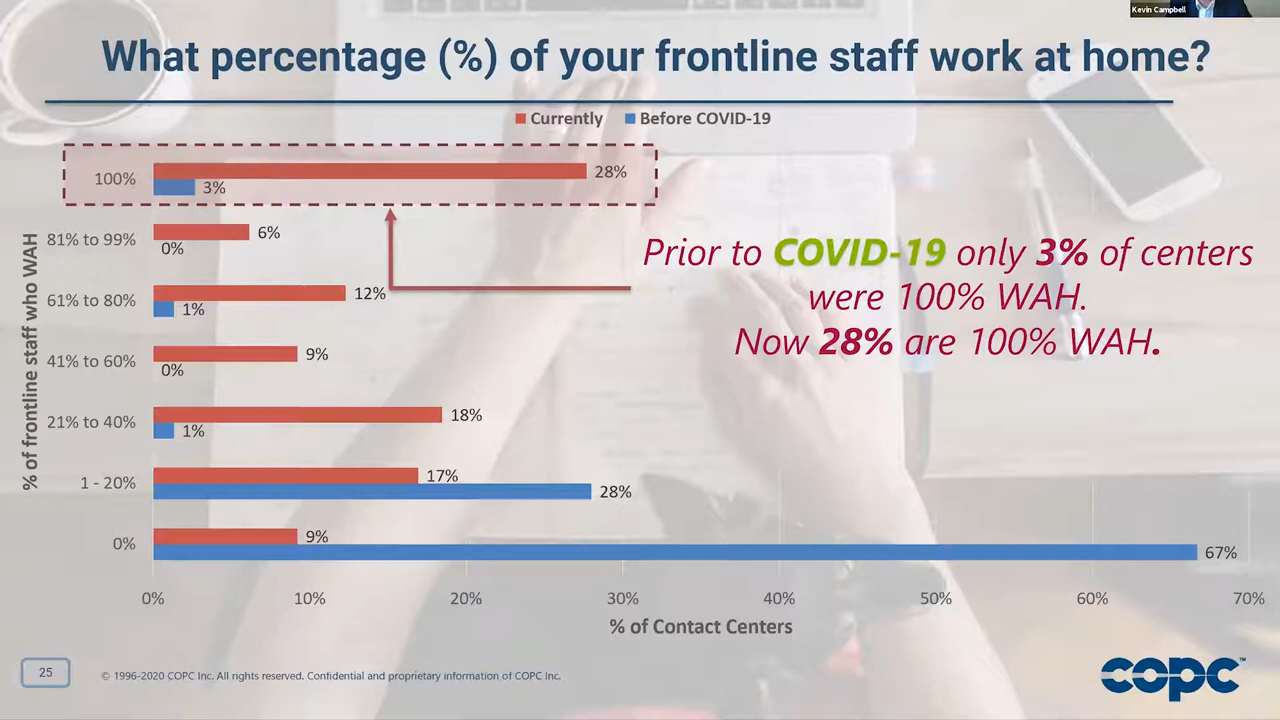 Kevin Campbell
What percentage (%) of your frontline staff work at home?
Currently
Before COVID-19
% of frontline staff who WAH
100%
28%
3%
81% to 99%
6%
0%
61% to 80%
12%
1%
41% to 60%
9%
0%
21% to 40%
18%
1%
1 - 20%
17%
28%
0%
9%
67%
Prior to COVID-19 only 3% of centers
were 100% WAH.
Now 28% are 100% WAH.
0% 10% 20% 30% 40% 50% 60% 70%
% of Contact Centers
25
© 1996-2020 COPC Inc. All rights reserved. Confidential and proprietary information of COPC Inc.
copc™